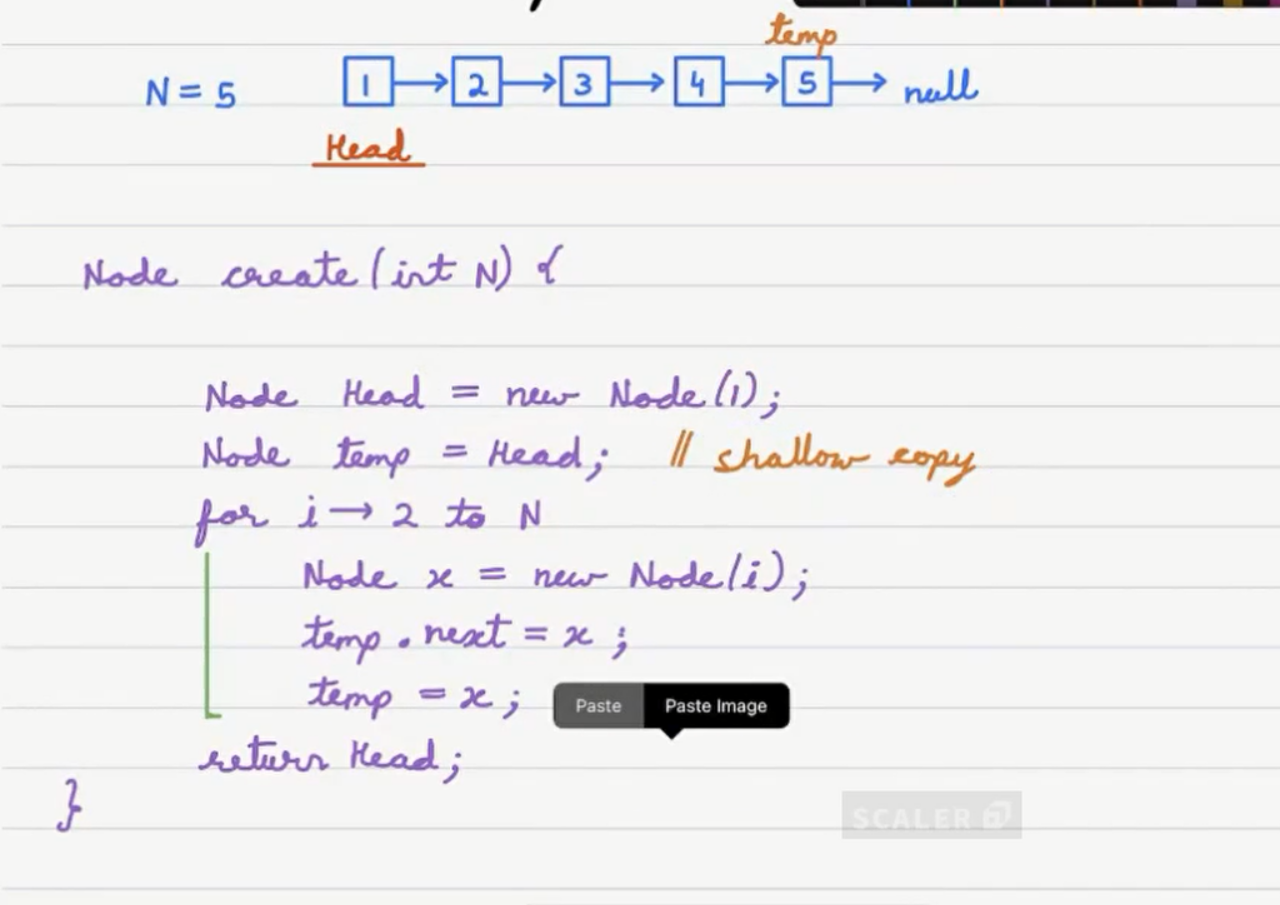 temp
N = 5 1 → 2 → 3 → 4 → 5 → null
Head
Node create (int N) {
Node Head = new Node (1);
Node temp = Head; // shallow copy
for i → 2 to N
Node x = new Node (i);
temp . next = x ;
temp = x ;
Paste Paste Image
return Head;
}
SCALER